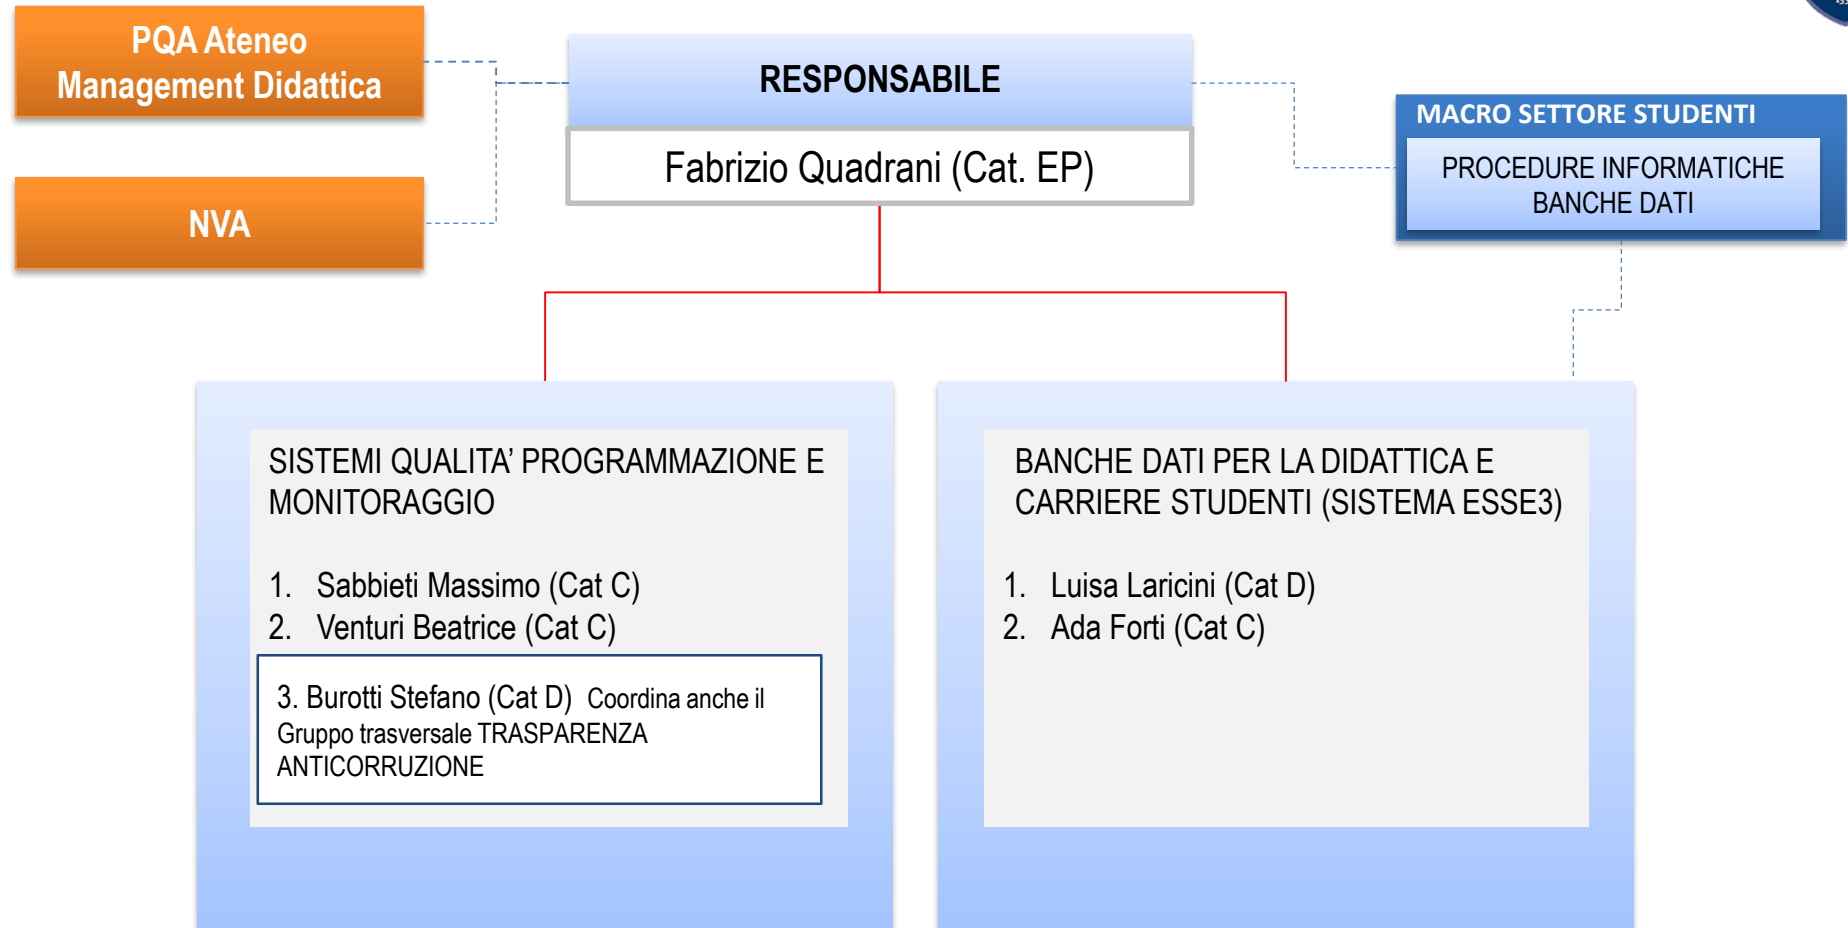 PQA Ateneo
Management Didattica
NVA
RESPONSABILE
Fabrizio Quadrani (Cat. EP)
MACRO SETTORE STUDENTI
PROCEDURE INFORMATICHE
BANCHE DATI
SISTEMI QUALITA’ PROGRAMMAZIONE E
MONITORAGGIO
1. Sabbieti Massimo (Cat C)
2. Venturi Beatrice (Cat C)
3. Burotti Stefano (Cat D) Coordina anche il
Gruppo trasversale TRASPARENZA
ANTICORRUZIONE
BANCHE DATI PER LA DIDATTICA E
CARRIERE STUDENTI (SISTEMA ESSE3)
1. Luisa Laricini (Cat D)
2. Ada Forti (Cat C)